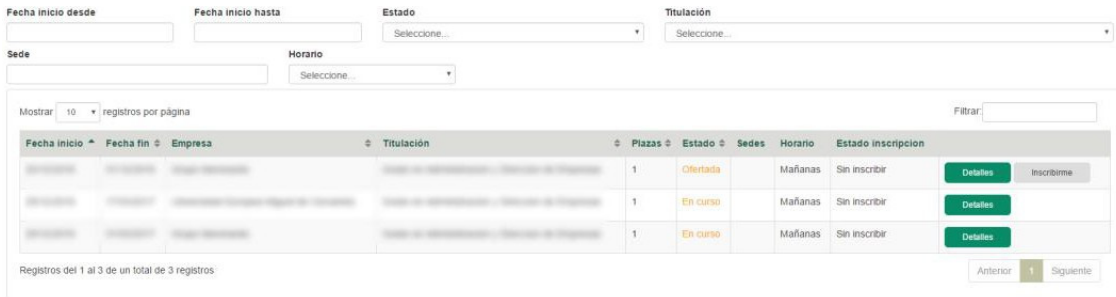 Fecha inicio desde Fecha inicio hasta Estado Titulación
Seleccione... Seleccione...
Sede Horario
Seleccione...
Mostrar 10 registros por página Filtrar:
Fecha inicio Fecha fin Empresa Titulación Plazas Estado Sedes Horario Estado inscripcion
1 Ofertada Mañanas Sin inscribir Detalles Inscribirme
1 En curso Mañanas Sin inscribir Detalles
1 En curso Mañanas Sin inscribir Detalles
Registros del 1 al 3 de un total de 3 registros Anterior 1 Siguiente